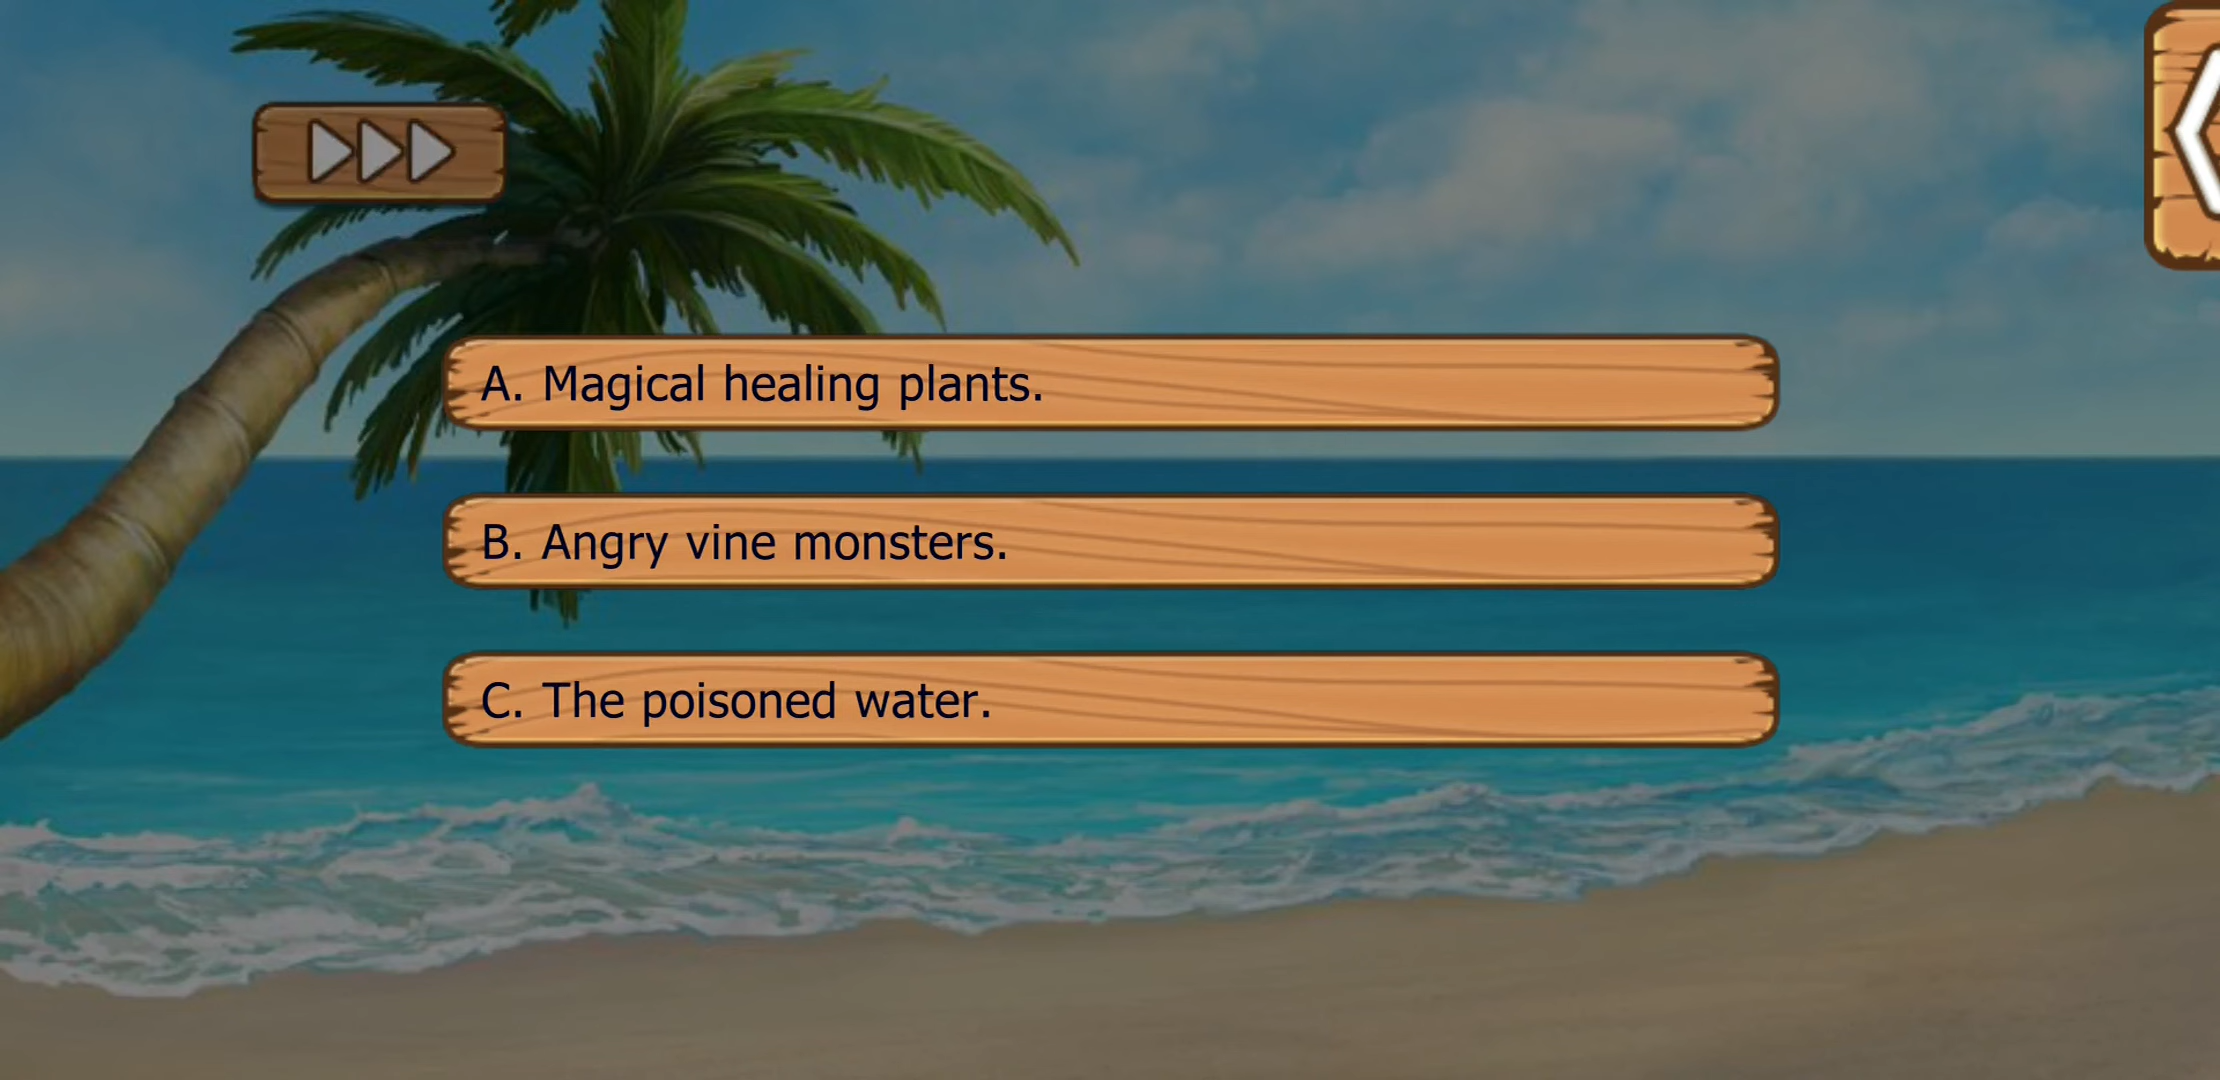 A. Magical healing plants.
B. Angry vine monsters.
C. The poisoned water.